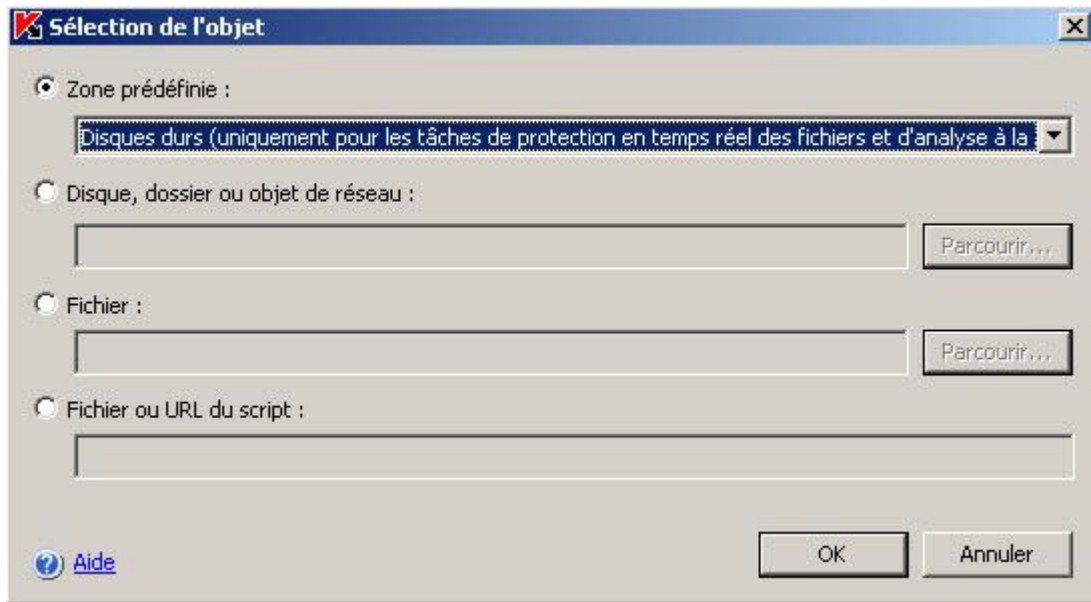 Sélection de l'objet
Zone prédéfinie :
Disques durs (uniquement pour les tâches de protection en temps réel des fichiers et d'analyse à la
Disque, dossier ou objet de réseau :
Parcourir...
Fichier :
Parcourir...
Fichier ou URL du script :
Aide
OK
Annuler